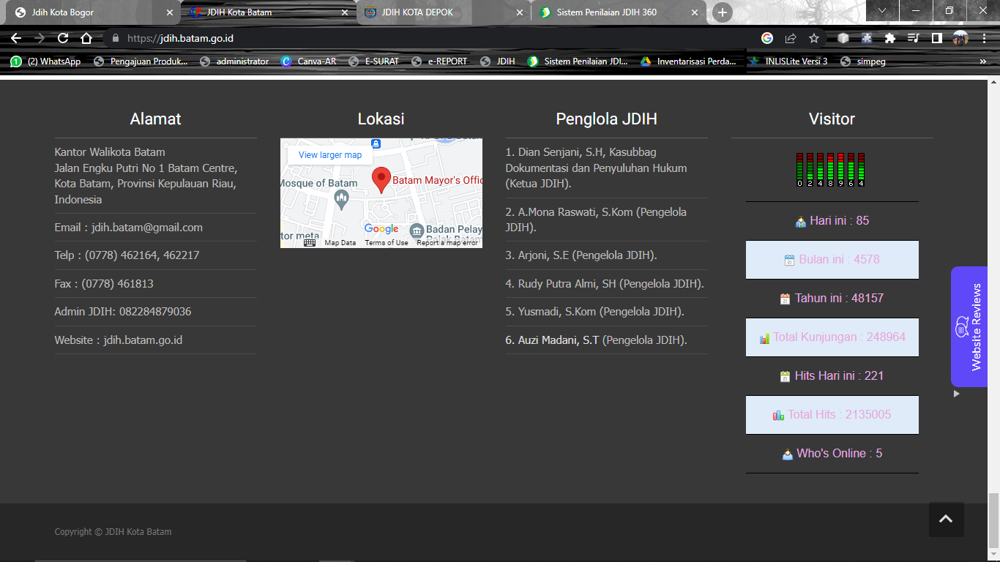 Jdih Kota Bogor
JDIH Kota Batam
JDIH KOTA DEPOK
Sistem Penilaian JDIH 360
https://jdih.batam.go.id
(2) WhatsApp
Pengajuan Produk...
administrator
Canva-AR
E-SURAT
e-REPORT
JDIH
Sistem Penilaian JDI...
Inventarisasi Perda...
INLISLite Versi 3
simpeg
»
Alamat
Kantor Walikota Batam
Jalan Engku Putri No 1 Batam Centre,
Kota Batam, Provinsi Kepulauan Riau,
Indonesia
Email : jdih.batam@gmail.com
Telp : (0778) 462164, 462217
Fax : (0778) 461813
Admin JDIH: 082284879036
Website : jdih.batam.go.id
Lokasi
View larger map
Mosque of Batam
Batam Mayor's Offic
Google
Badan Pelay
Batam
tor meta
Map Data
Terms of Use
Report a map error
Penglola JDIH
1. Dian Senjani, S.H, Kasubbag
Dokumentasi dan Penyuluhan Hukum
(Ketua JDIH).
2. A.Mona Raswati, S.Kom (Pengelola
JDIH).
3. Arjoni, S.E (Pengelola JDIH).
4. Rudy Putra Almi, SH (Pengelola JDIH).
5. Yusmadi, S.Kom (Pengelola JDIH).
6. Auzi Madani, S.T (Pengelola JDIH).
Visitor
0248964
Hari ini : 85
Bulan ini : 4578
Tahun ini : 48157
Total Kunjungan : 248964
Hits Hari ini : 221
Total Hits : 2135005
Who's Online : 5
Website Reviews
Copyright © JDIH Kota Batam